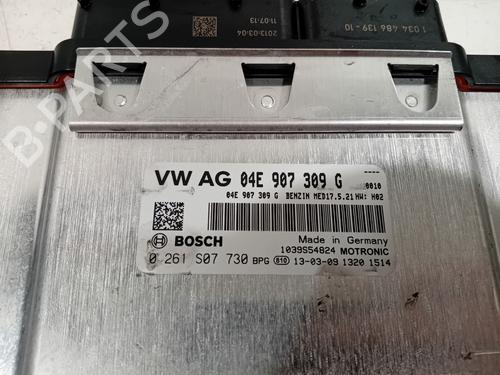 2013-03-04
11:07:13
1 034 486 139-10
B-PARTS
VW AG 04E 907 309 G ----
0010
04E 907 309 G BENZIN MED17.5.21 HW: H02
BOSCH
Made in Germany
1039S54824 MOTRONIC
0 261 S07 730 BPG 810 13-03-09 1320 1514